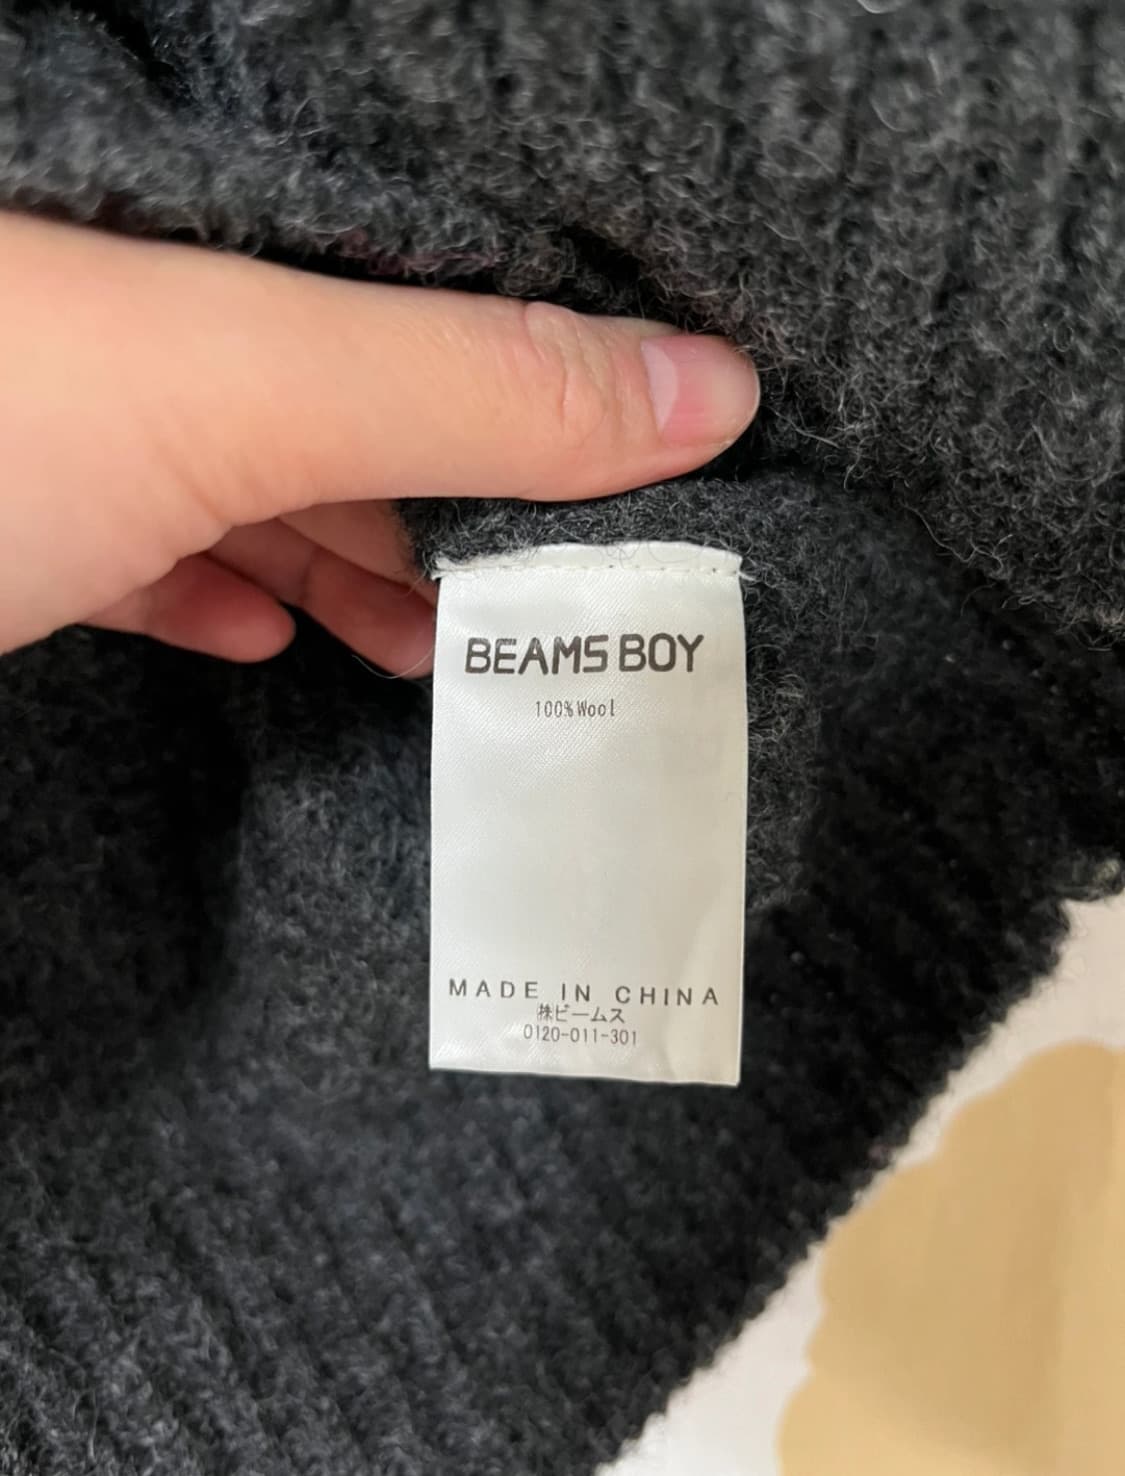 BEAMS BOY
100%Wool
MADE IN CHINA
㈱ビームス
0120-011-301